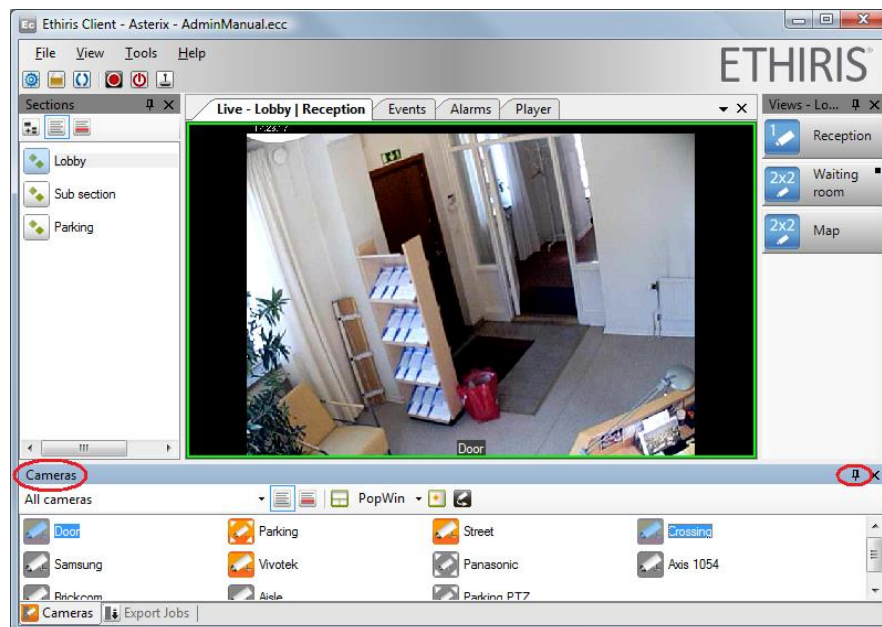 Ec Ethiris Client - Asterix - AdminManual.ecc
File View Tools Help
ETHIRIS
Sections
Live - Lobby | Reception
Events
Alarms
Player
Views - Lo...
Lobby
Sub section
Parking
1
Reception
2x2
Waiting
room
2x2
Map
Door
Cameras
All cameras
PopWin
Door
Parking
Street
Crossing
Samsung
Vivotek
Panasonic
Axis 1054
Brickcom
Aisle
Parking PTZ
Cameras
Export Jobs